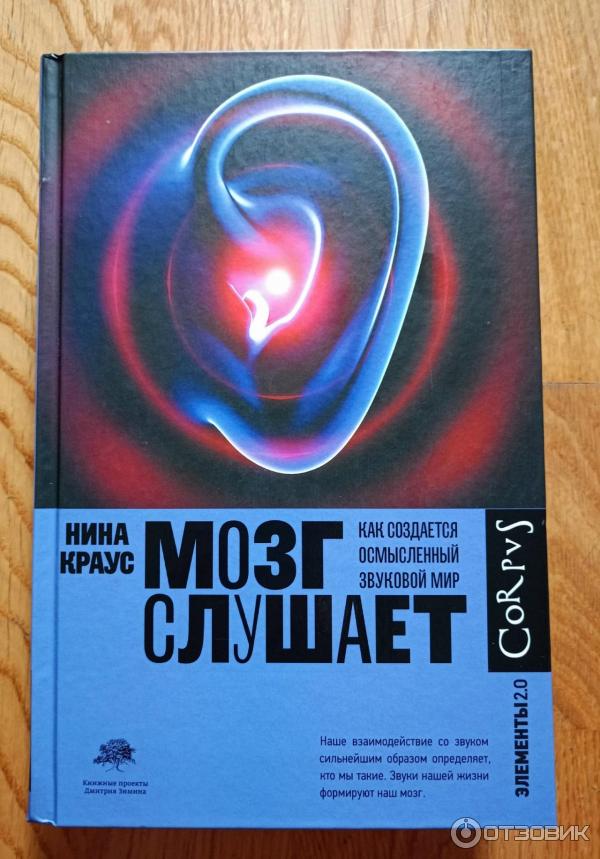 НИНА
КРАУС
МОЗГ
СЛУШАЕТ
КАК СОЗДАЕТСЯ
ОСМЫСЛЕННЫЙ
ЗВУКОВОЙ МИР
CORPVS
ЭЛЕМЕНТЫ 2.0
Наше взаимодействие со звуком
сильнейшим образом определяет,
кто мы такие. Звуки нашей жизни
формируют наш мозг.
Книжные проекты
Дмитрия Зимина
ОТЗОВИК